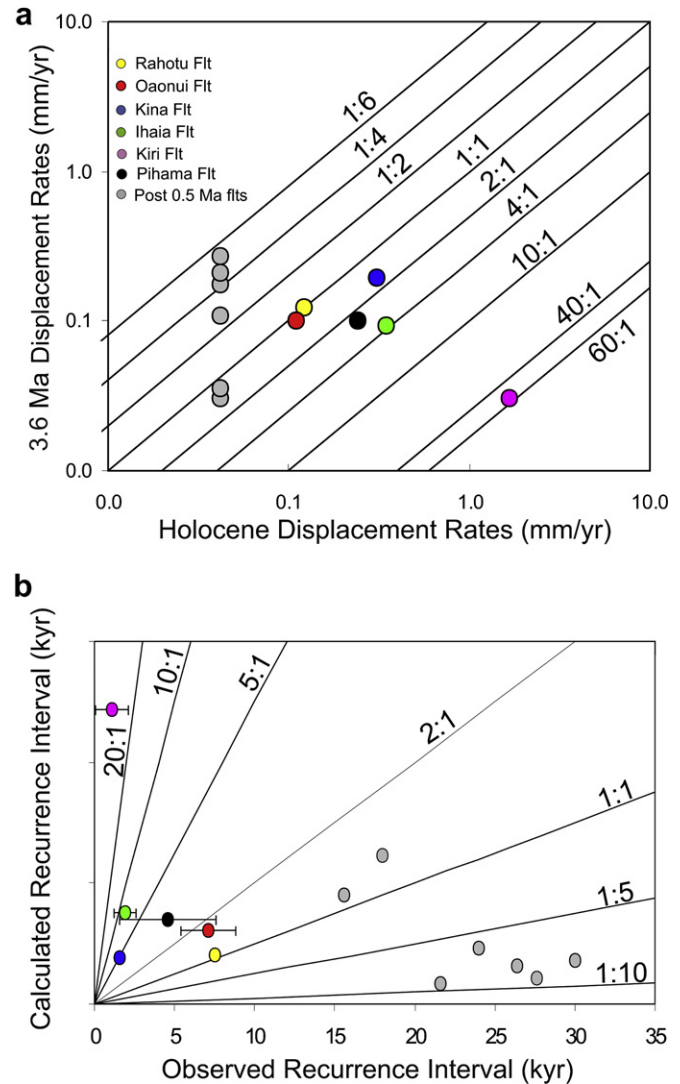 a
10.0
1.0
0.1
0.0
3.6 Ma Displacement Rates (mm/yr)
Rahotu Flt
Oaonui Flt
Kina Flt
Ihaia Flt
Kiri Flt
Pihama Flt
Post 0.5 Ma flts
1:6
1:4
1:2
1:1
2:1
4:1
10:1
40:1
60:1
0.0 0.1 1.0 10.0
Holocene Displacement Rates (mm/yr)
b
Calculated Recurrence Interval (kyr)
20:1
10:1
5:1
2:1
1:1
1:5
1:10
0 5 10 15 20 25 30 35
Observed Recurrence Interval (kyr)